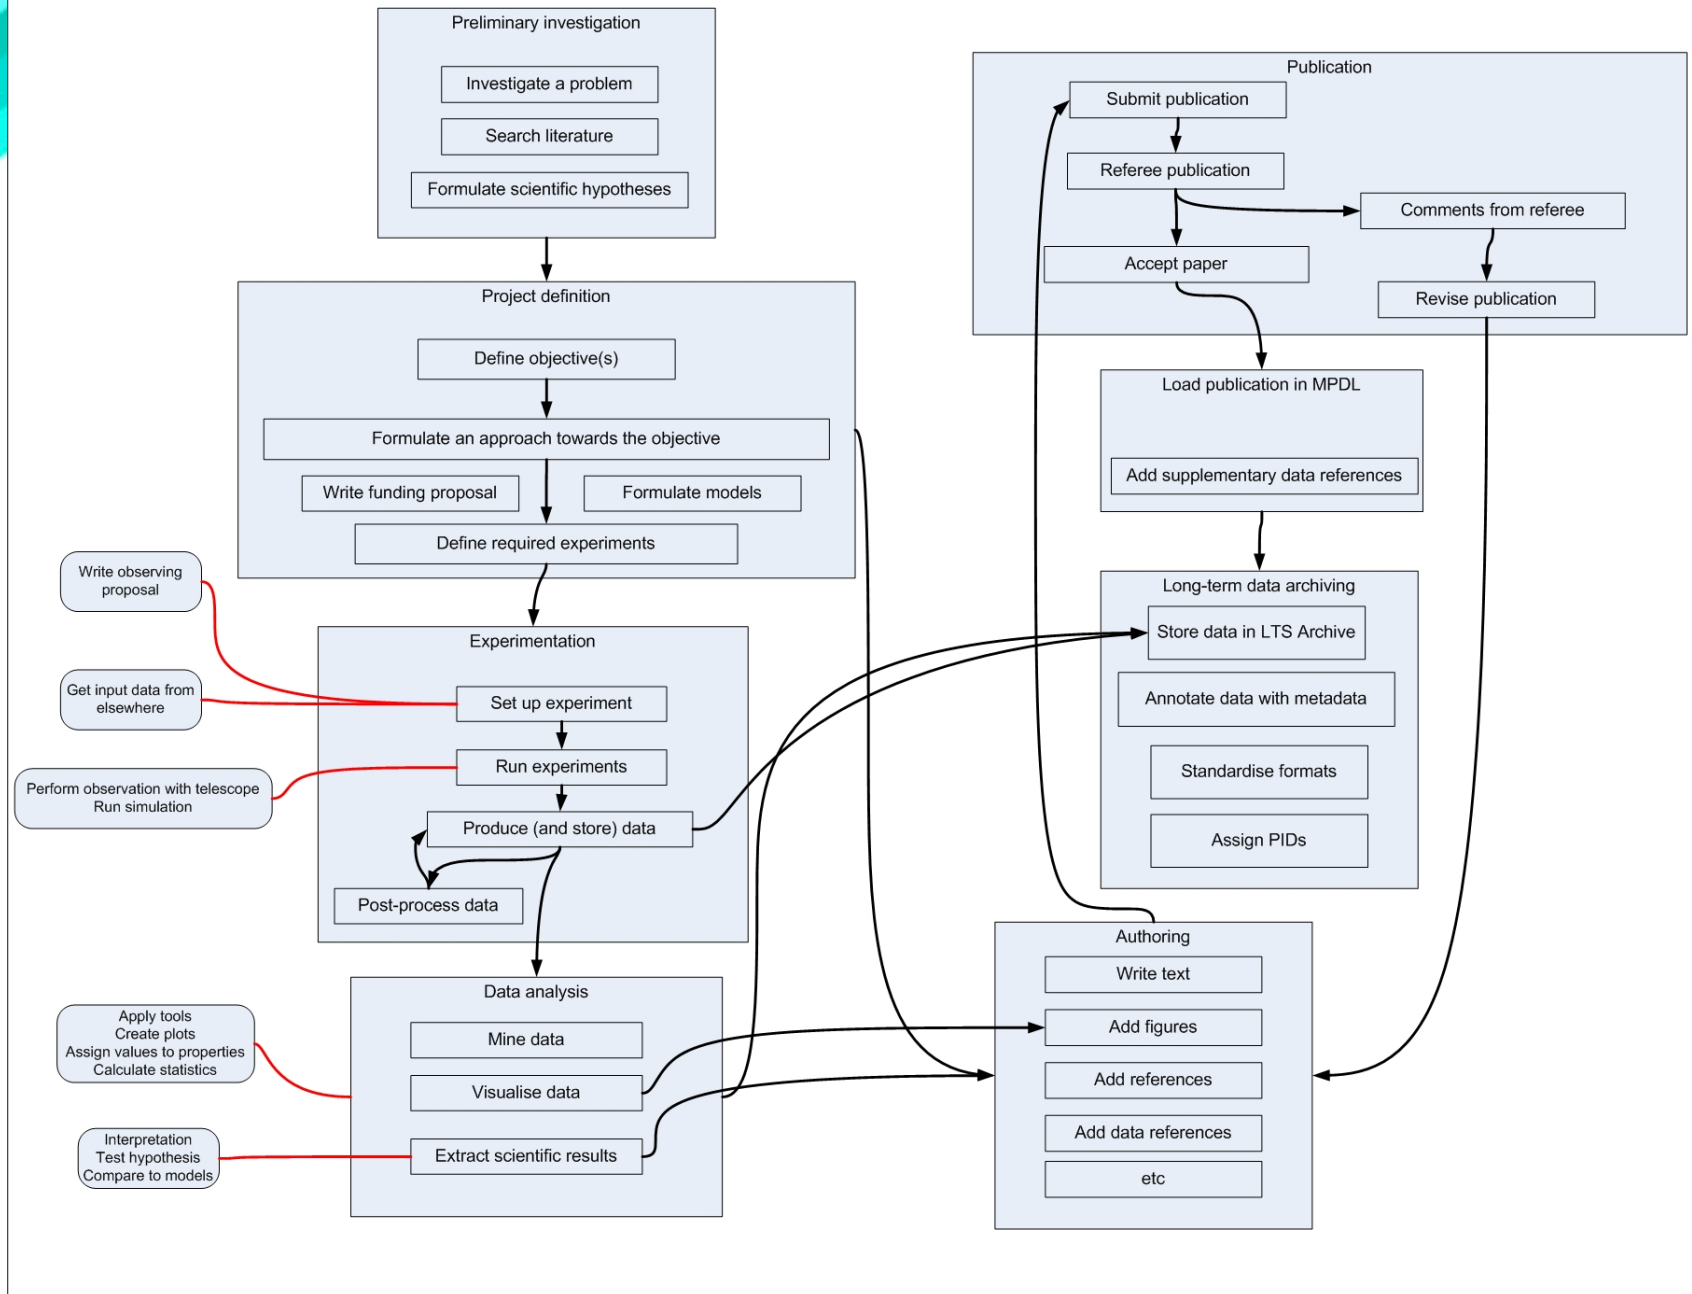 Preliminary investigation
Investigate a problem
Search literature
Formulate scientific hypotheses
Project definition
Define objective(s)
Formulate an approach towards the objective
Write funding proposal
Formulate models
Define required experiments
Write observing
proposal
Get input data from
elsewhere
Perform observation with telescope
Run simulation
Experimentation
Set up experiment
Run experiments
Produce (and store) data
Post-process data
Apply tools
Create plots
Assign values to properties
Calculate statistics
Interpretation
Test hypothesis
Compare to models
Data analysis
Mine data
Visualise data
Extract scientific results
Publication
Submit publication
Referee publication
Comments from referee
Accept paper
Revise publication
Load publication in MPDL
Add supplementary data references
Long-term data archiving
Store data in LTS Archive
Annotate data with metadata
Standardise formats
Assign PIDs
Authoring
Write text
Add figures
Add references
Add data references
etc